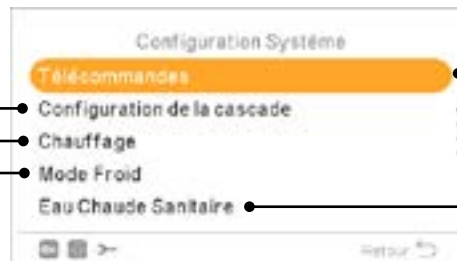 Configuration Système
Télécommandes
Configuration de la cascade
Chauffage
Mode Froid
Eau Chaude Sanitaire
Retour